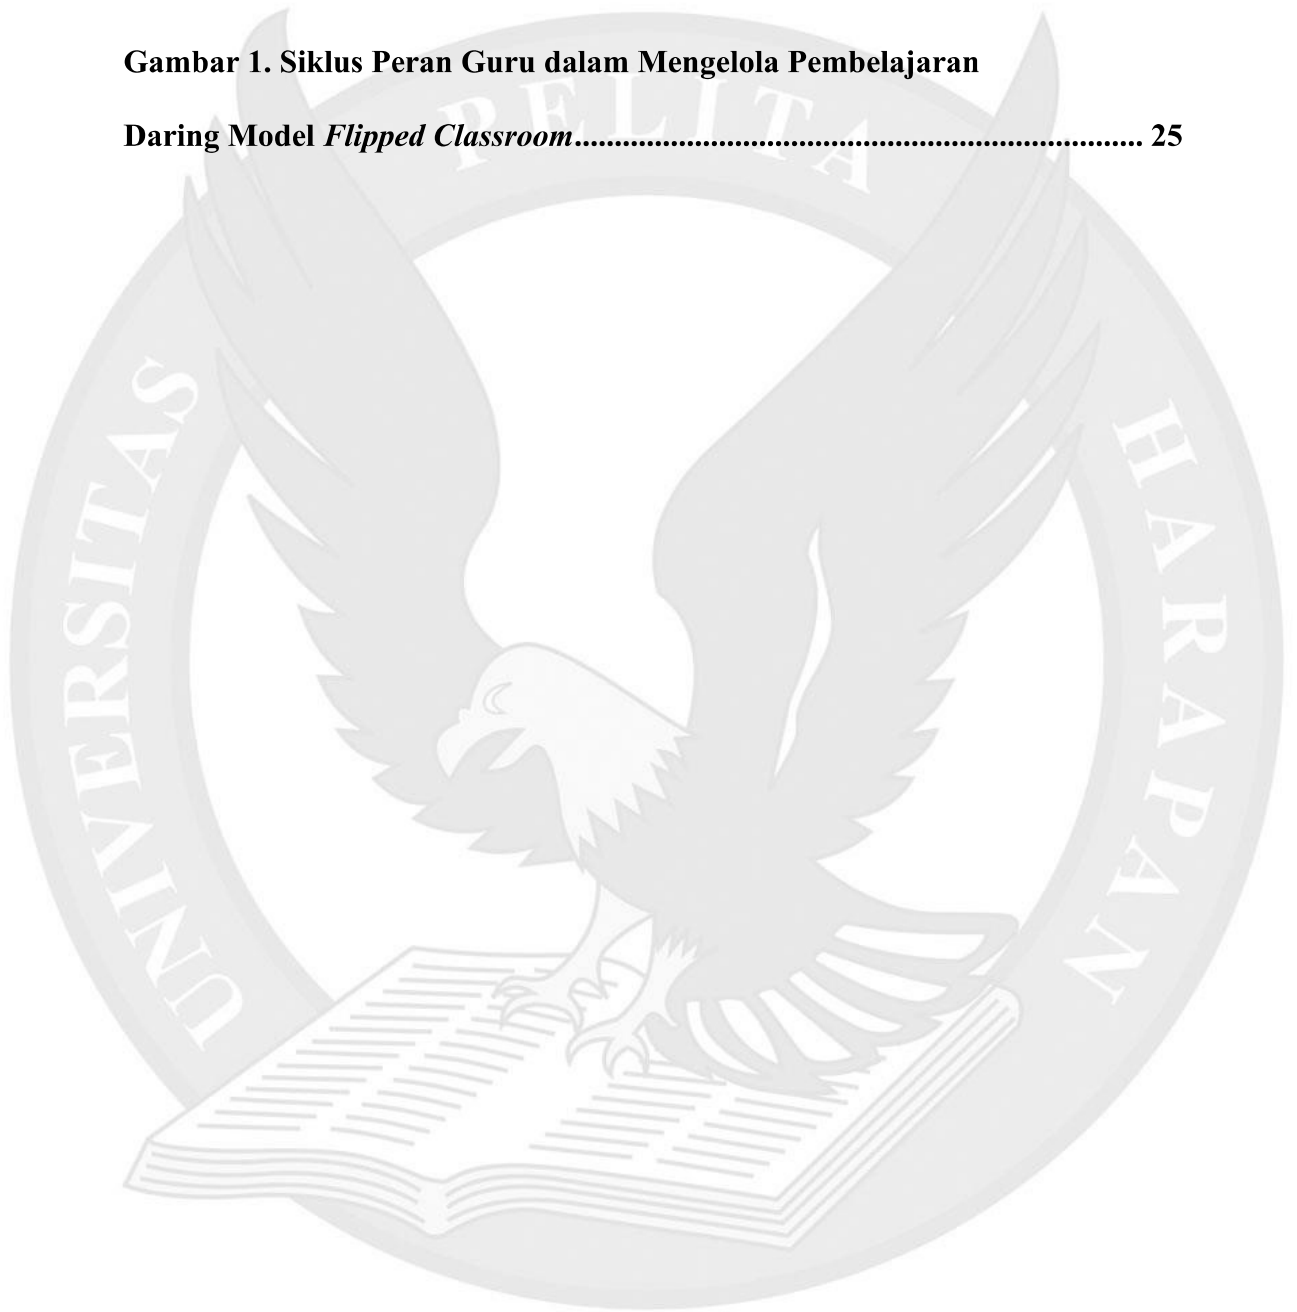 Gambar 1. Siklus Peran Guru dalam Mengelola Pembelajaran
Daring Model Flipped Classroom....................................................................... 25
UNIVERSITAS PELITA HARAPAN